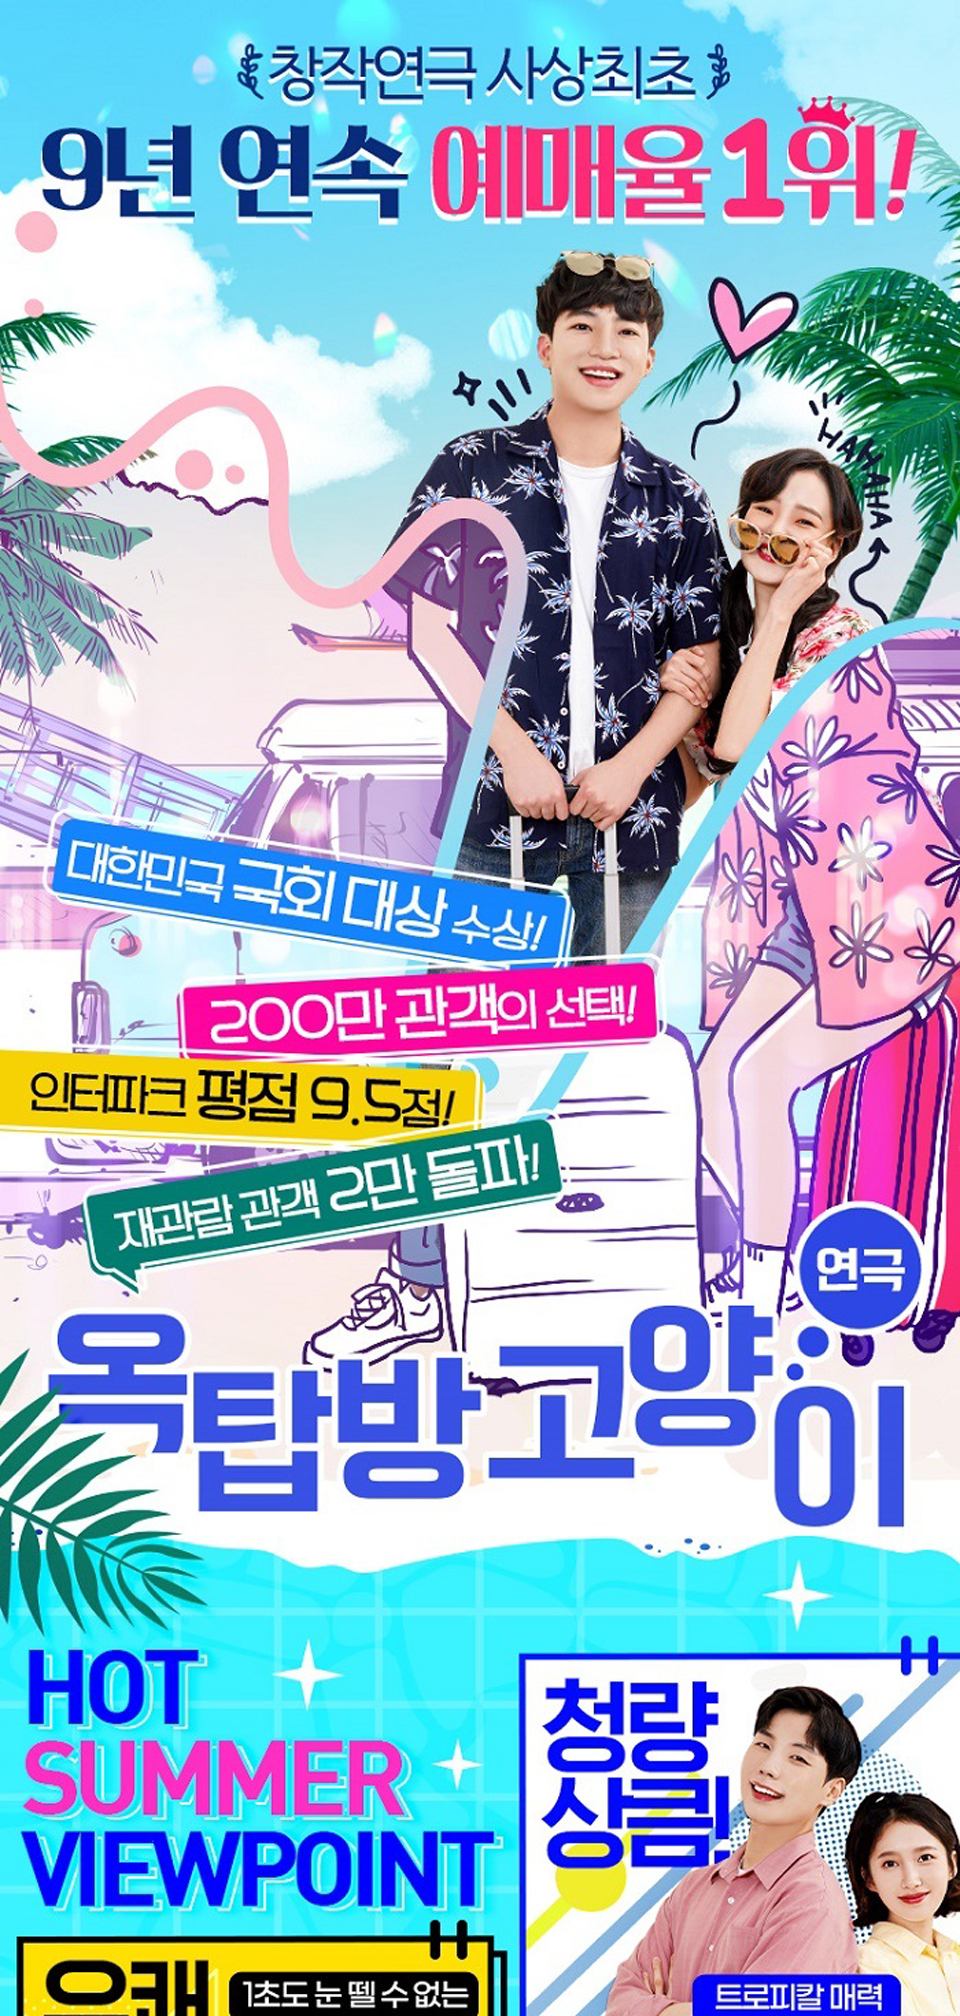 창작연극 사상최초
9년 연속 예매율 1위!
HAHAHA
대한민국 국회 대상 수상!
200만 관객의 선택!
인터파크 평점 9.5점!
재관람 관객 2만 돌파!
연극
옥탑방 고양이
HOT
SUMMER
VIEWPOINT
청량
상큼!
유쾌
1초도 눈 뗄 수 없는
트로피칼 매력